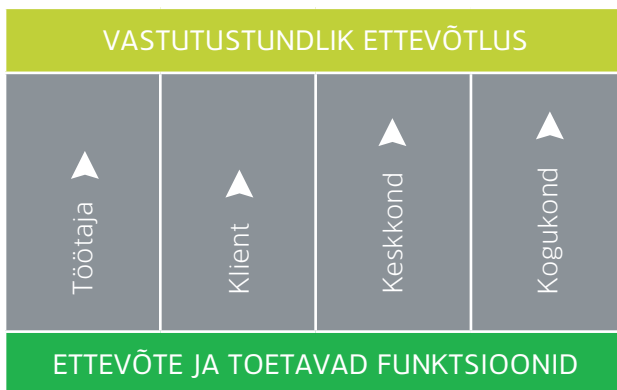 VASTUTUSTUNDLIK ETTEVÕTLUS
Töötaja
Klient
Keskkond
Kogukond
ETTEVÕTE JA TOETAVAD FUNKTSIOONID